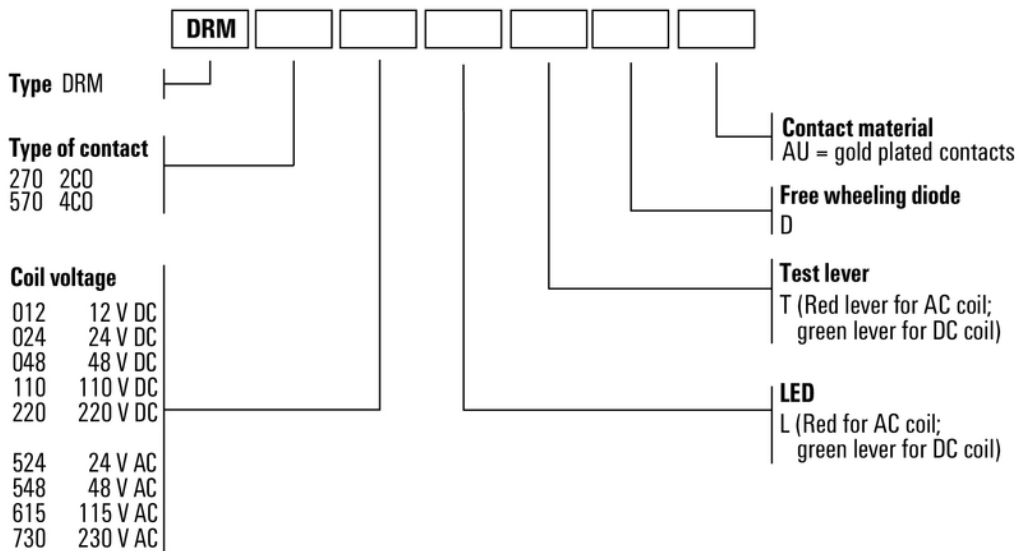 DRM
Type DRM
Type of contact
270 2CO
570 4CO
Coil voltage
012 12 V DC
024 24 V DC
048 48 V DC
110 110 V DC
220 220 V DC
524 24 V AC
548 48 V AC
615 115 V AC
730 230 V AC
Contact material
AU = gold plated contacts
Free wheeling diode
D
Test lever
T (Red lever for AC coil;
green lever for DC coil)
LED
L (Red for AC coil;
green lever for DC coil)